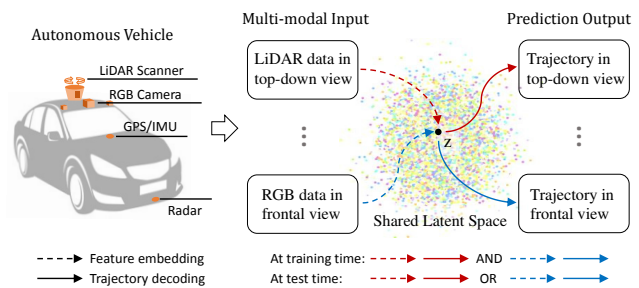 Multi-modal Input
Prediction Output
Autonomous Vehicle
LiDAR Scanner
RGB Camera
GPS/IMU
Radar
LiDAR data in
top-down view
Trajectory in
top-down view
z
RGB data in
frontal view
Trajectory in
frontal view
Shared Latent Space
Feature embedding
Trajectory decoding
At training time: AND
At test time: OR